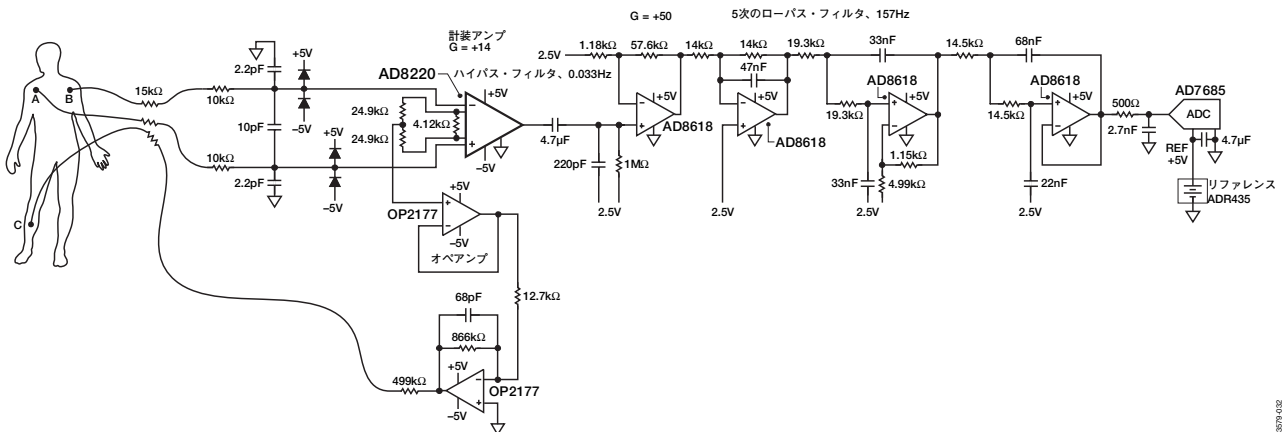 G = +50
5次のローパス・フィルタ、157Hz
計装アンプ
G = +14
AD8220
ハイパス・フィルタ、0.033Hz
2.5V
1.18kΩ
57.6kΩ
14kΩ
14kΩ
47nF
19.3kΩ
33nF
14.5kΩ
68nF
+5V
2.2pF
15kΩ
A
B
10kΩ
–5V
10pF
+5V
10kΩ
–5V
2.2pF
24.9kΩ
24.9kΩ
4.12kΩ
–
+
+5V
–5V
4.7µF
220pF
1MΩ
2.5V
–
+
+5V
AD8618
–
+
+5V
AD8618
2.5V
AD8618
19.3kΩ
+
–
+5V
1.15kΩ
33nF
4.99kΩ
2.5V
AD8618
14.5kΩ
+
–
+5V
22nF
2.5V
500Ω
2.7nF
AD7685
ADC
REF
+5V
4.7µF
リファレンス
ADR435
C
OP2177
+
–
+5V
–5V
オペアンプ
12.7kΩ
68pF
866kΩ
499kΩ
+5V
–5V
–
+
OP2177
3579-032